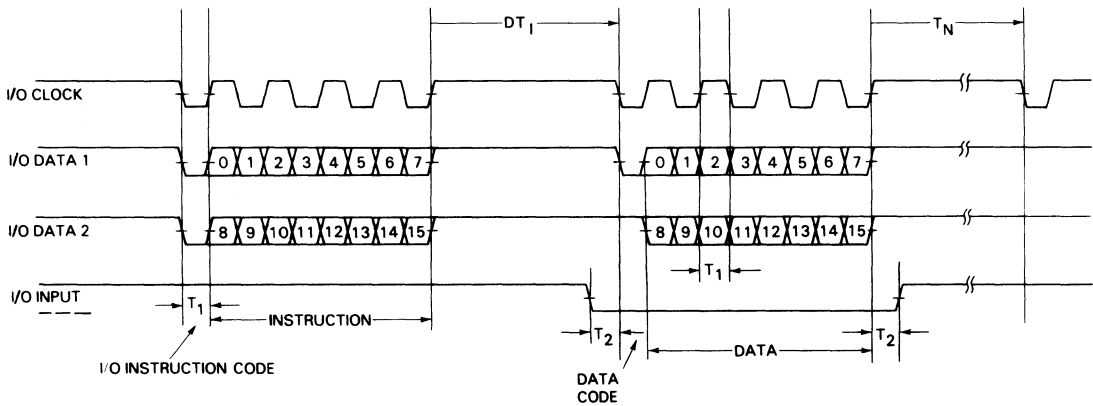 DT₁ T_N
I/O CLOCK
I/O DATA 1 0 1 2 3 4 5 6 7 0 1 2 3 4 5 6 7
I/O DATA 2 8 9 10 11 12 13 14 15 8 9 10 11 12 13 14 15
T₁
I/O INPUT T₁
INSTRUCTION T₂ DATA T₂
I/O INSTRUCTION CODE
DATA
CODE